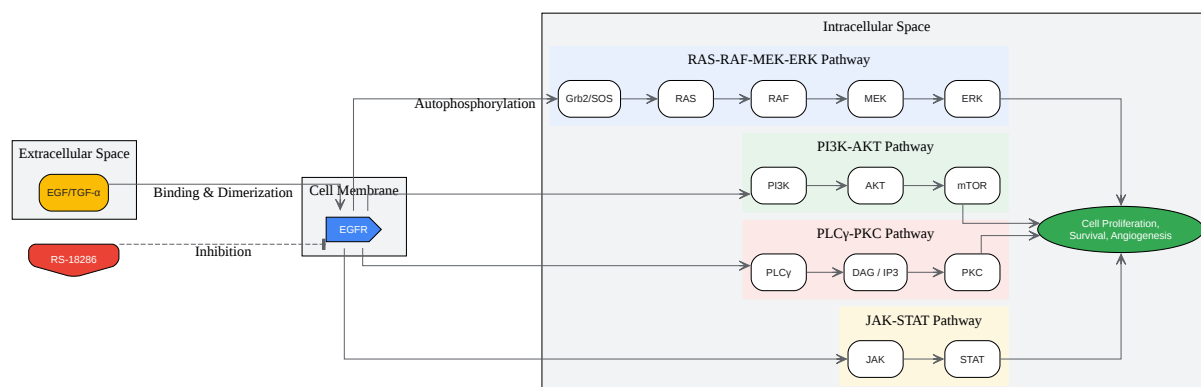 Intracellular Space
RAS-RAF-MEK-ERK Pathway
Autophosphorylation
Grb2/SOS
RAS
RAF
MEK
ERK
Extracellular Space
EGF/TGF-α
Binding & Dimerization
Cell Membrane
EGFR
RS-18286
Inhibition
PI3K-AKT Pathway
PI3K
AKT
mTOR
PLCγ-PKC Pathway
PLCγ
DAG / IP3
PKC
JAK-STAT Pathway
JAK
STAT
Cell Proliferation,
Survival, Angiogenesis